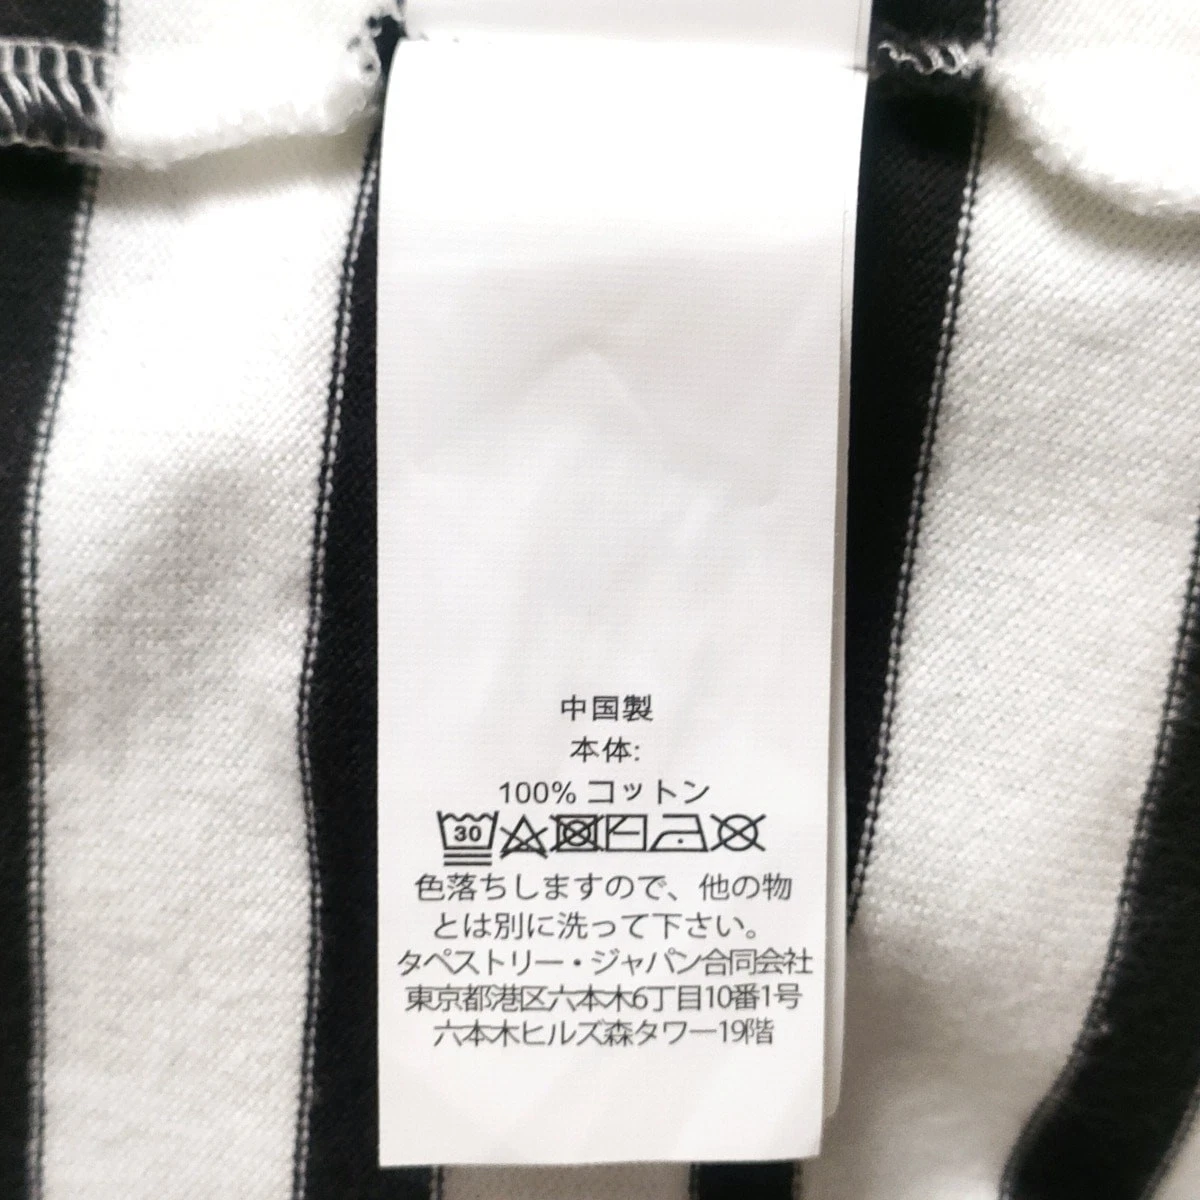 中国製
本体:
100% コットン
30
色落ちしますので、他の物
とは別に洗って下さい。
タペストリー・ジャパン合同会社
東京都港区六本木6丁目10番1号
六本木ヒルズ森タワー19階